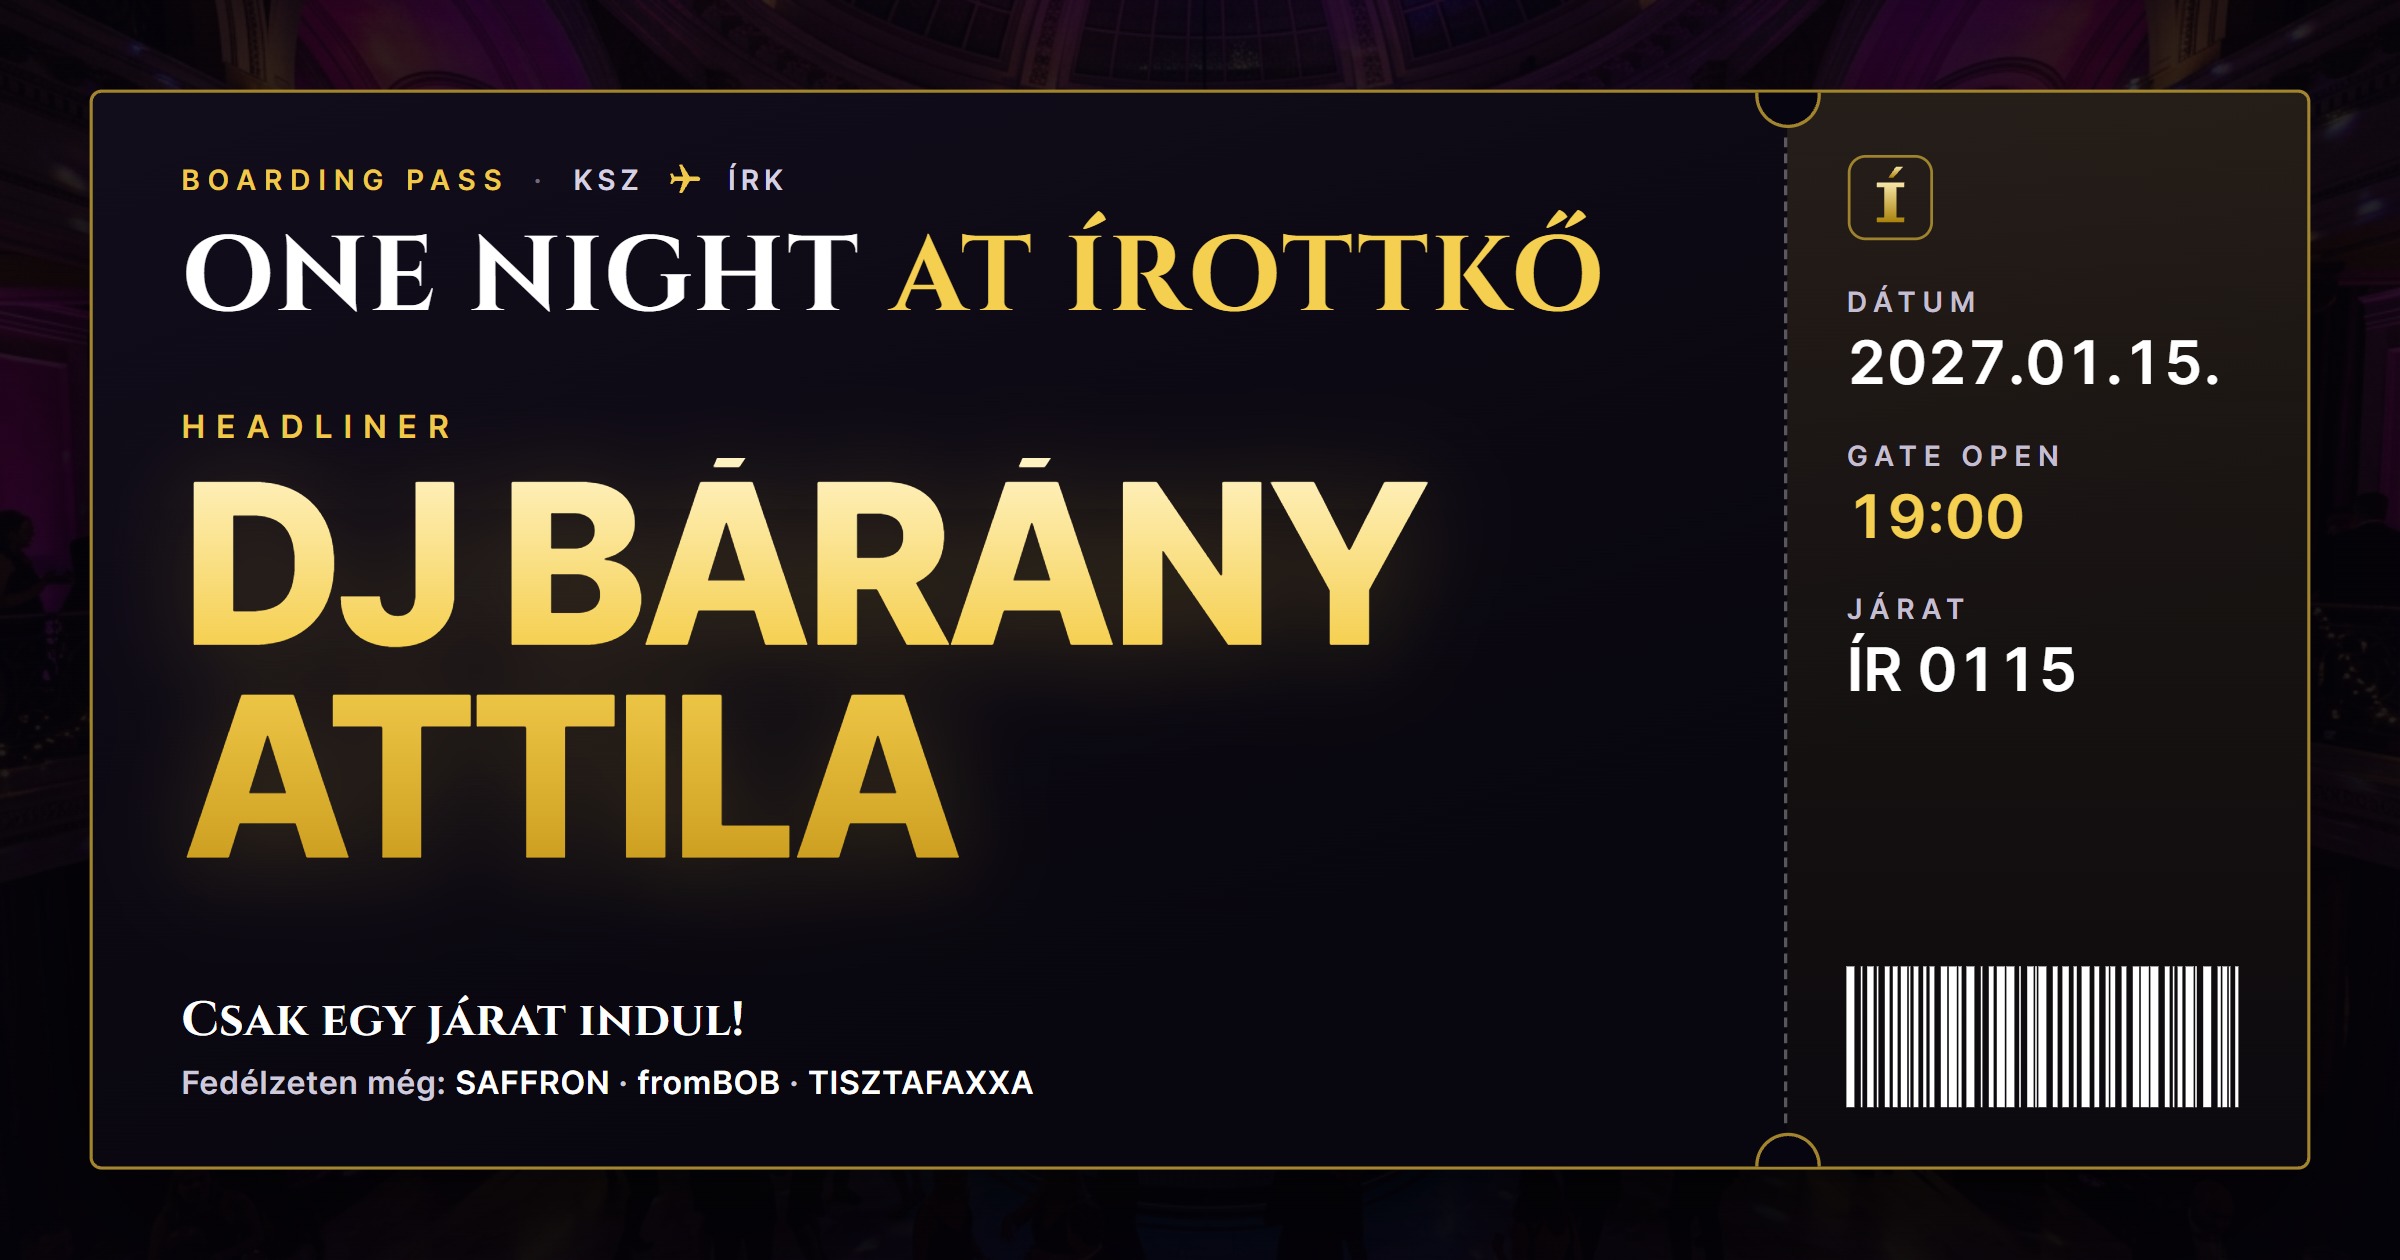 BOARDING PASS · KSZ ✈ ÍRK
ONE NIGHT AT ÍROTTKŐ
HEADLINER
DJ BÁRÁNY
ATTILA
Csak egy járat indul!
Fedélzeten még: SAFFRON · fromBOB · TISZTAFAXXA
Í
DÁTUM
2027.01.15.
GATE OPEN
19:00
JÁRAT
ÍR 0115